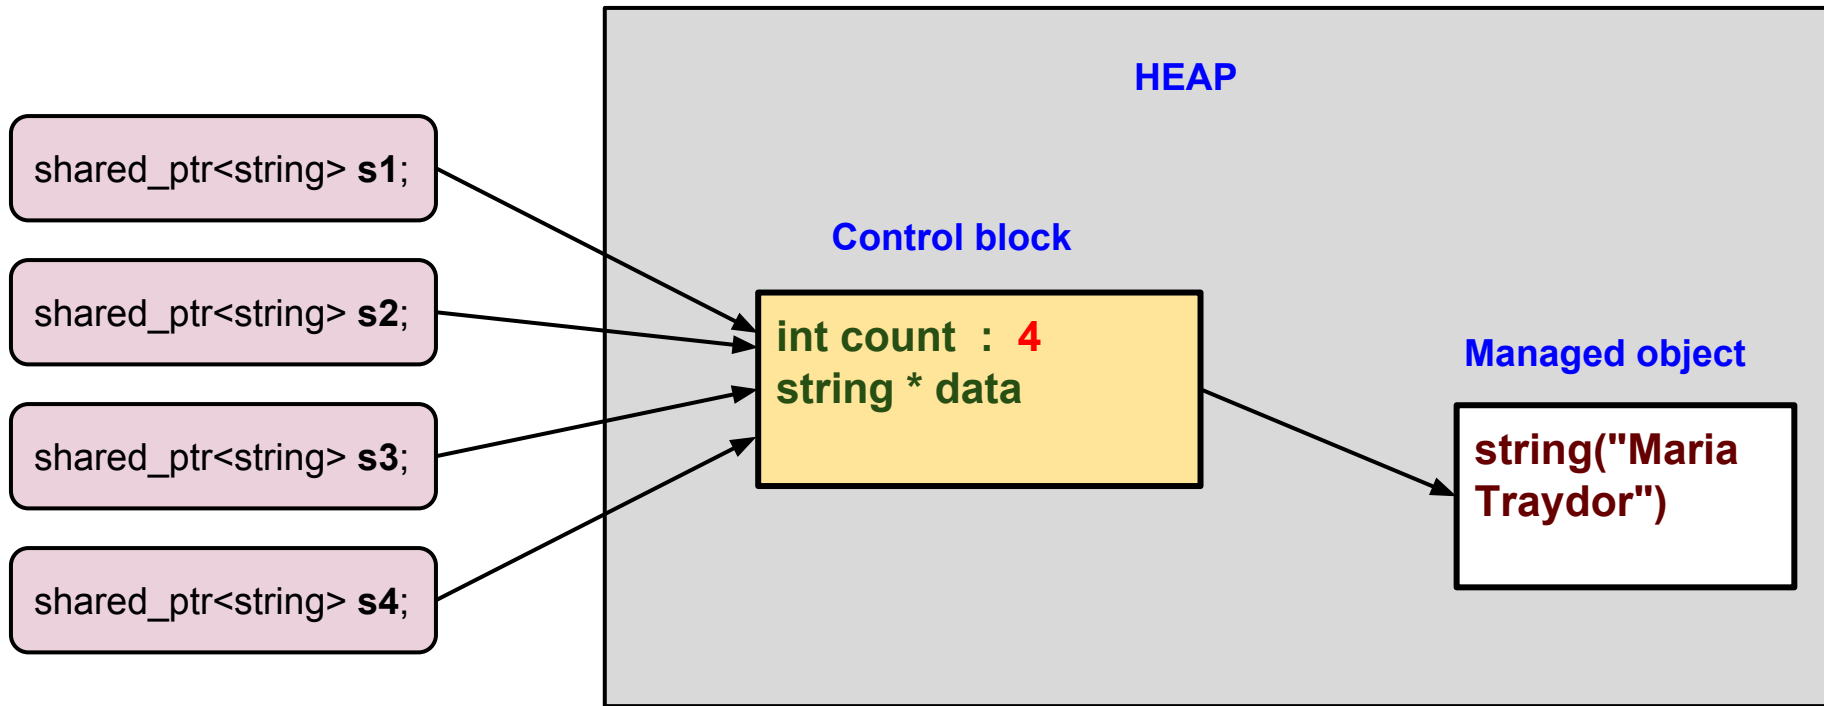 HEAP
shared_ptr<string> s1;
shared_ptr<string> s2;
shared_ptr<string> s3;
shared_ptr<string> s4;
Control block
int count : 4
string * data
Managed object
string("Maria
Traydor")